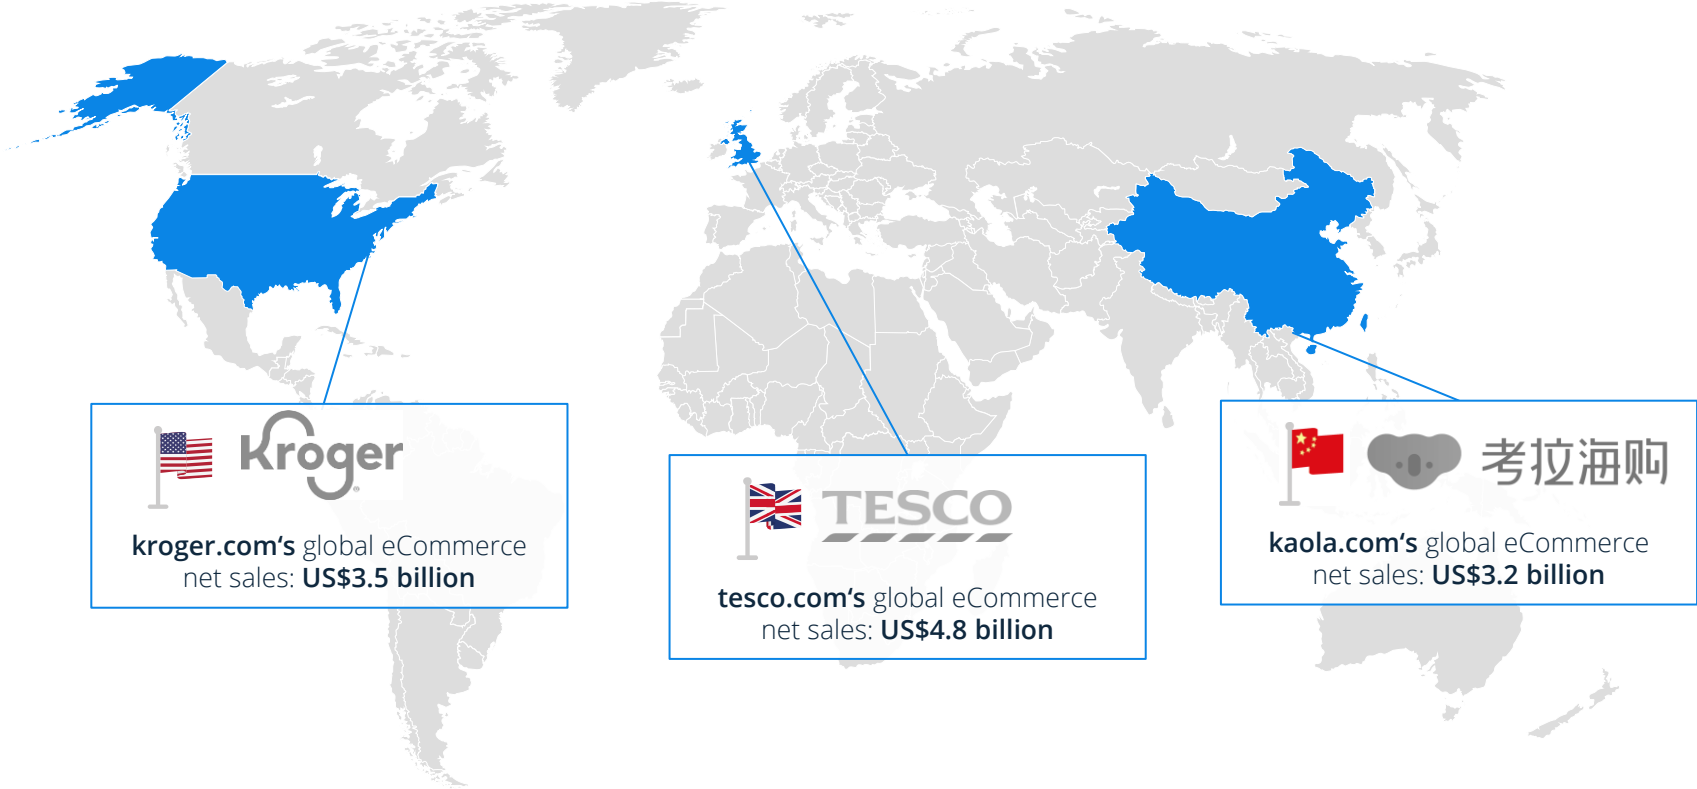 Kroger
kroger.com‘s global eCommerce
net sales: US$3.5 billion
TESCO
tesco.com‘s global eCommerce
net sales: US$4.8 billion
考拉海购
kaola.com‘s global eCommerce
net sales: US$3.2 billion